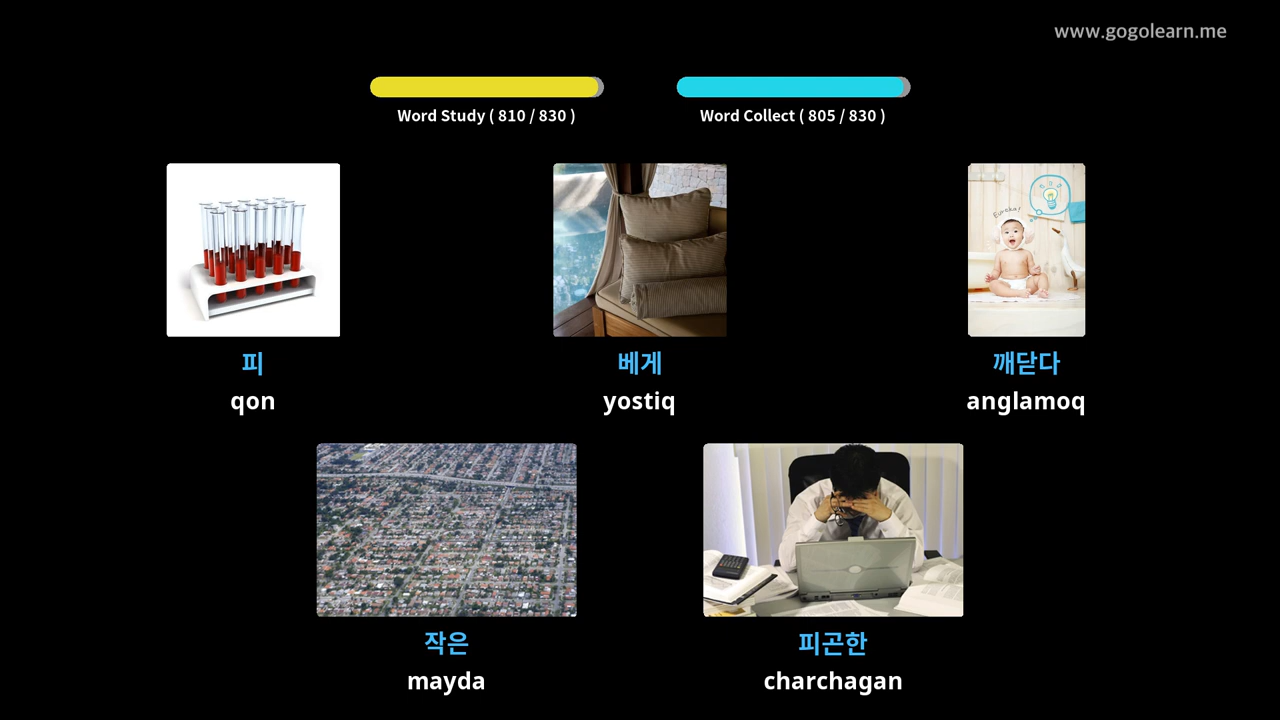 www.gogolearn.me
Word Study ( 810 / 830 )
Word Collect ( 805 / 830 )
Eureka!
피
qon
베게
yostiq
깨닫다
anglamoq
작은
mayda
피곤한
charchagan